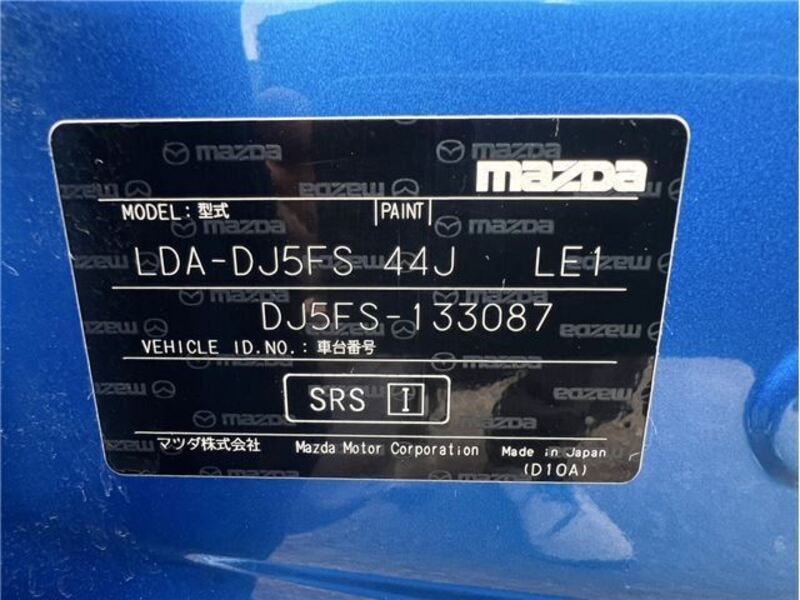 mazda
MODEL: 型式 PAINT
LDA-DJ5FS 44J LE1
DJ5FS-133087
VEHICLE ID.NO.: 車台番号
SRS I
マツダ株式会社 Mazda Motor Corporation Made in Japan
(D10A)